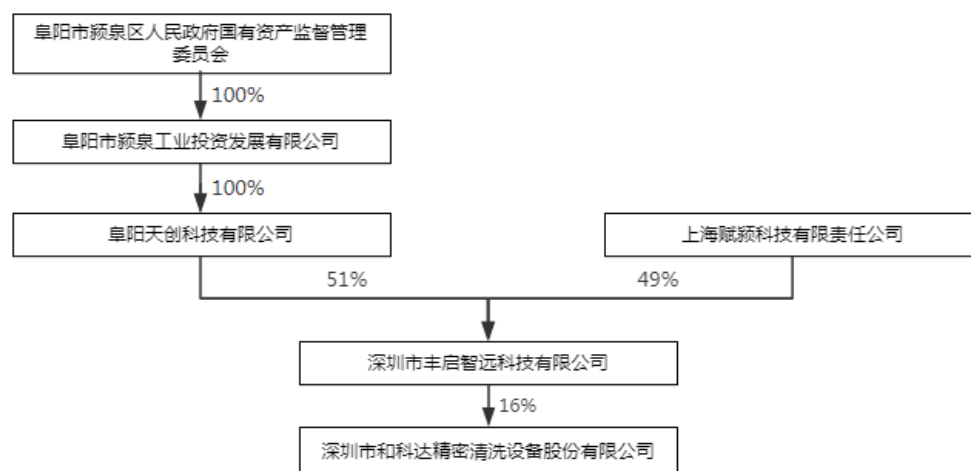 阜阳市颍泉区人民政府国有资产监督管理
委员会
100%
阜阳市颍泉工业投资发展有限公司
100%
阜阳天创科技有限公司
上海赋颍科技有限责任公司
51%
49%
深圳市丰启智远科技有限公司
16%
深圳市和科达精密清洗设备股份有限公司